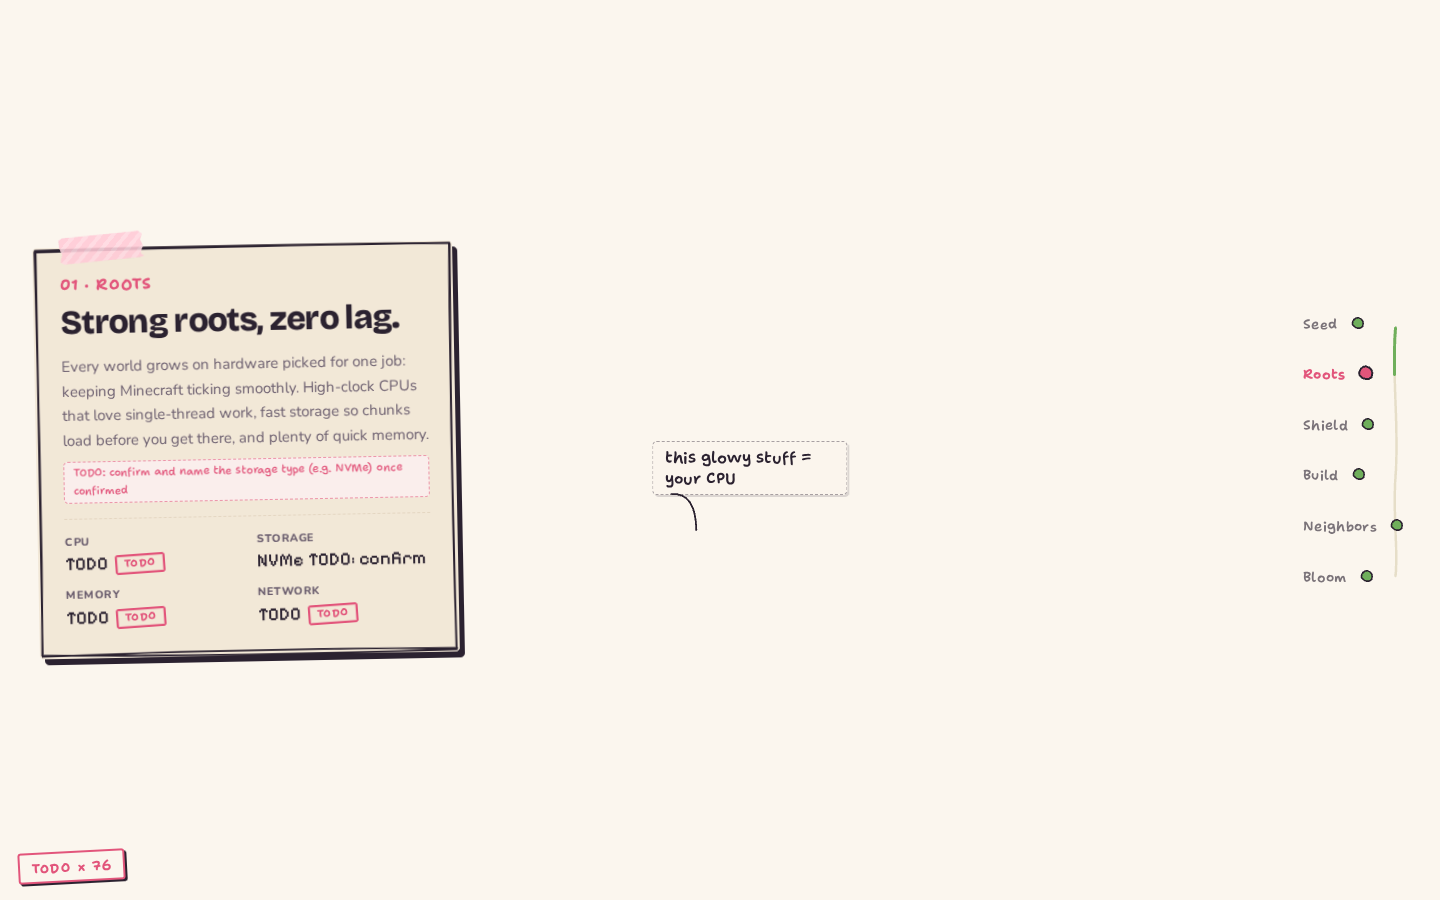 01 · ROOTS
Strong roots, zero lag.
Every world grows on hardware picked for one job:
keeping Minecraft ticking smoothly. High-clock CPUs
that love single-thread work, fast storage so chunks
load before you get there, and plenty of quick memory.
TODO: confirm and name the storage type (e.g. NVMe) once
confirmed
CPU
TODO TODO
STORAGE
NVMe TODO: confirm
MEMORY
TODO TODO
NETWORK
TODO TODO
this glowy stuff =
your CPU
Seed
Roots
Shield
Build
Neighbors
Bloom
TODO x 76